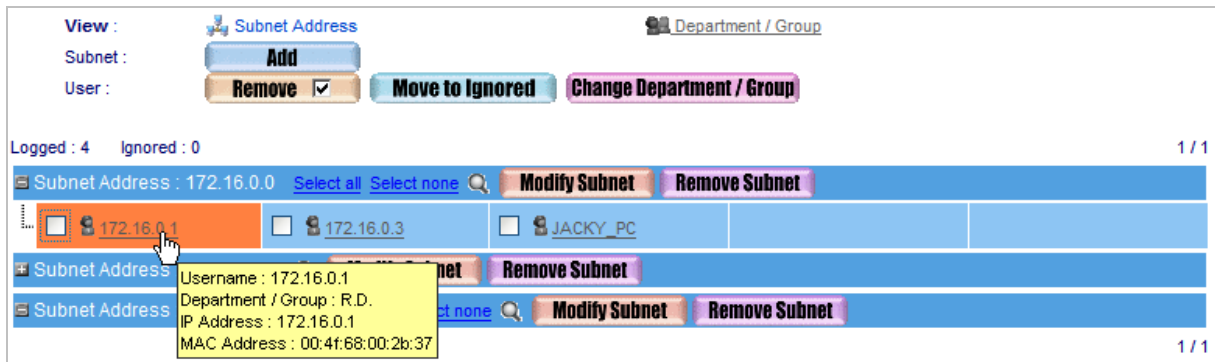 View : Subnet Address Department / Group
Subnet : Add
User : Remove Move to Ignored Change Department / Group
Logged : 4 Ignored : 0 1 / 1
Subnet Address : 172.16.0.0 Select all Select none Modify Subnet Remove Subnet
172.16.0.1 172.16.0.3 JACKY_PC
Subnet Address Remove Subnet
Subnet Address none Modify Subnet Remove Subnet
Username : 172.16.0.1
Department / Group : R.D.
IP Address : 172.16.0.1
MAC Address : 00:4f:68:00:2b:37
1 / 1